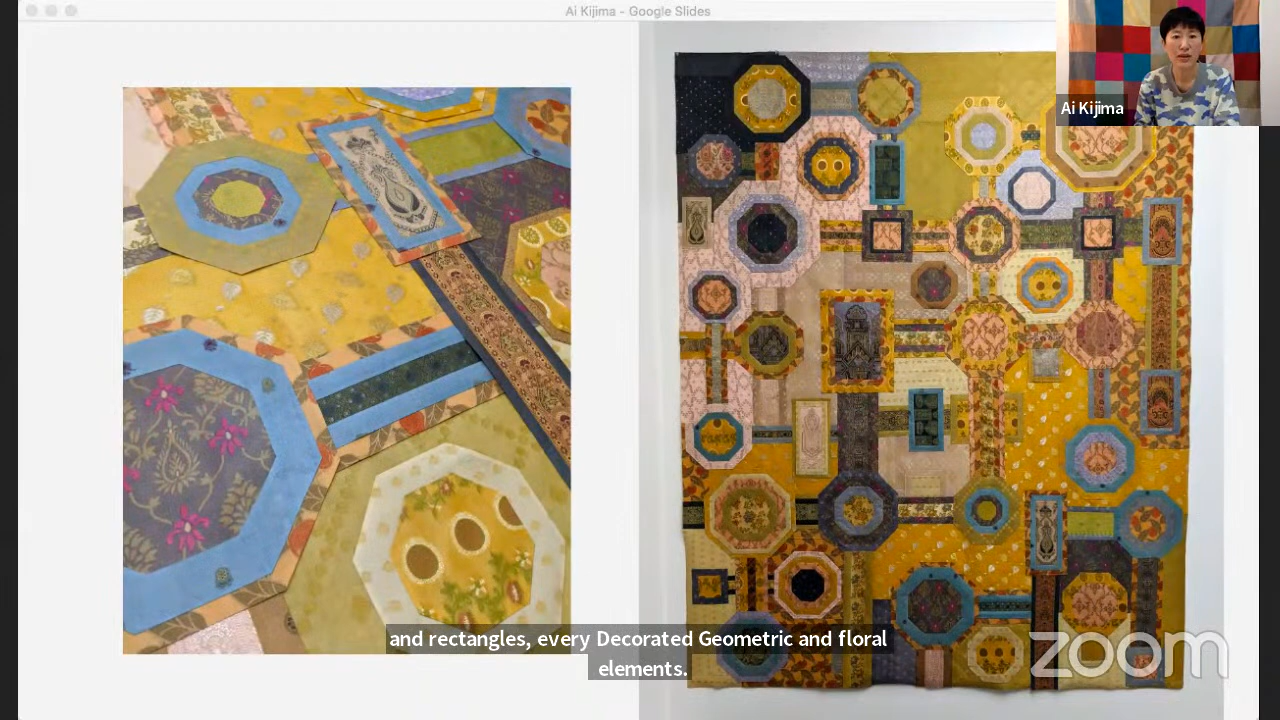 Ai Kijima - Google Slides
Ai Kijima
and rectangles, every Decorated Geometric and floral
elements.
zoom